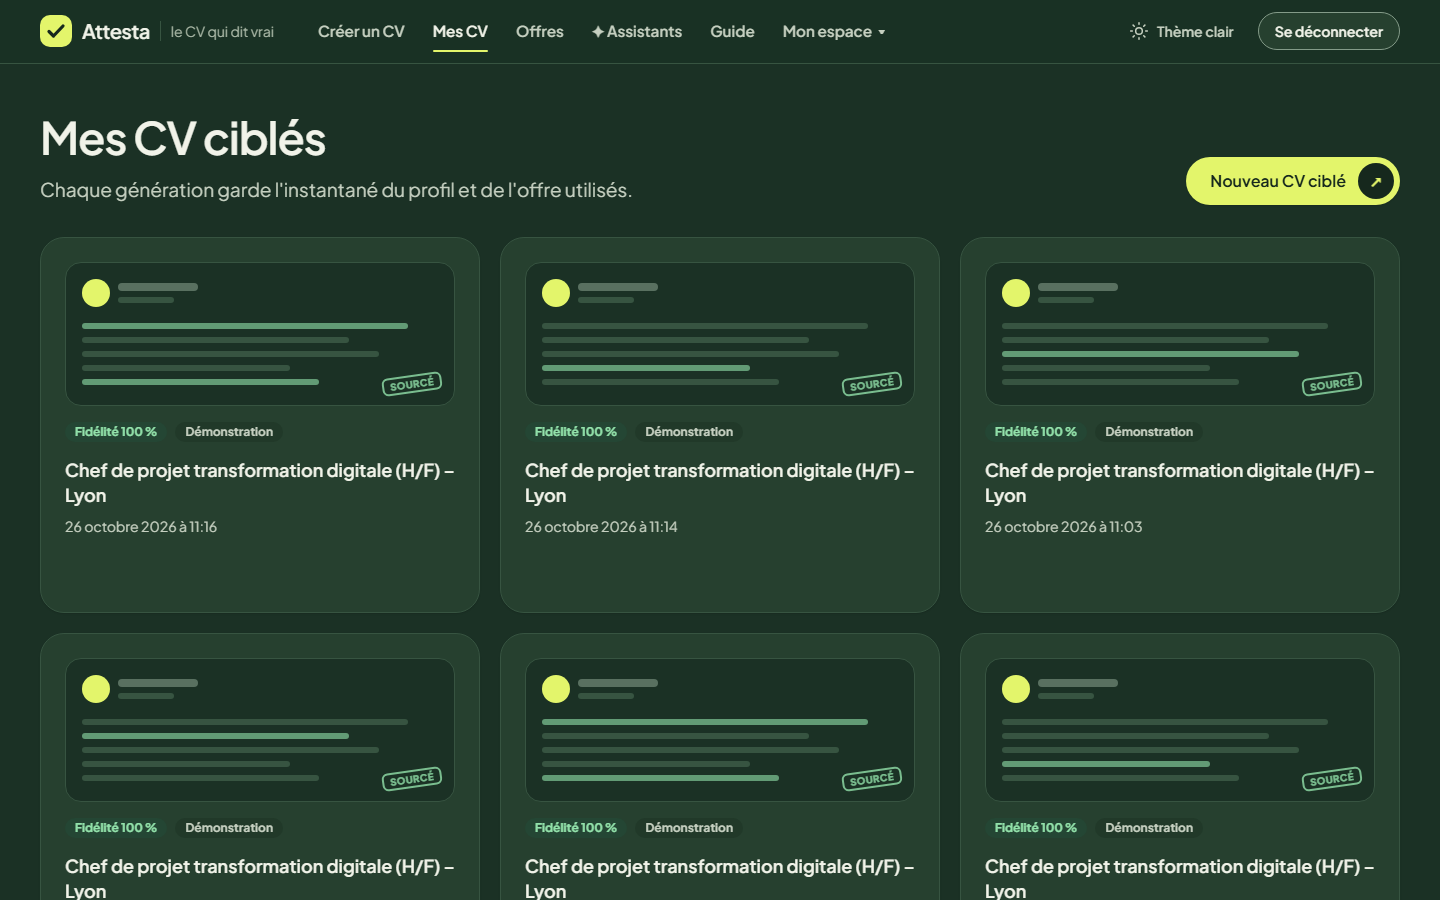 Attesta
le CV qui dit vrai
Créer un CV
Mes CV
Offres
Assistants
Guide
Mon espace
Thème clair
Se déconnecter
Mes CV ciblés
Chaque génération garde l'instantané du profil et de l'offre utilisés.
Nouveau CV ciblé
SOURCÉ
SOURCÉ
SOURCÉ
Fidélité 100 %
Démonstration
Fidélité 100 %
Démonstration
Fidélité 100 %
Démonstration
Chef de projet transformation digitale (H/F) –
Lyon
26 octobre 2026 à 11:16
Chef de projet transformation digitale (H/F) –
Lyon
26 octobre 2026 à 11:14
Chef de projet transformation digitale (H/F) –
Lyon
26 octobre 2026 à 11:03
SOURCÉ
SOURCÉ
SOURCÉ
Fidélité 100 %
Démonstration
Fidélité 100 %
Démonstration
Fidélité 100 %
Démonstration
Chef de projet transformation digitale (H/F) –
Lyon
Chef de projet transformation digitale (H/F) –
Lyon
Chef de projet transformation digitale (H/F) –
Lyon